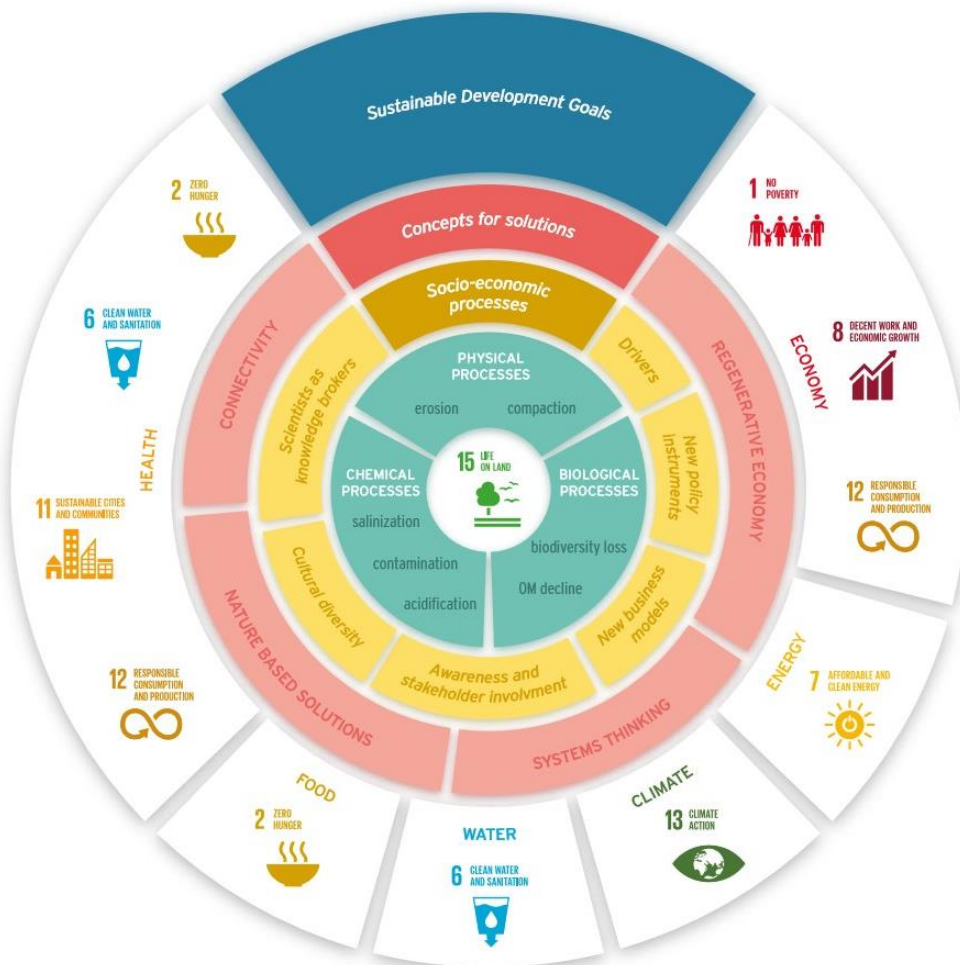 Sustainable Development Goals
Concepts for solutions
Socio-economic
processes
PHYSICAL
PROCESSES
erosion
compaction
CHEMICAL
PROCESSES
salinization
contamination
acidification
BIOLOGICAL
PROCESSES
biodiversity loss
OM decline
15 LIFE
ON LAND
Drivers
New policy
instruments
New business
models
Awareness and
stakeholder involvment
Cultural diversity
Scientists as
knowledge brokers
CONNECTIVITY
REGENERATIVE ECONOMY
SYSTEMS THINKING
NATURE BASED SOLUTIONS
ECONOMY
1 NO
POVERTY
8 DECENT WORK AND
ECONOMIC GROWTH
12 RESPONSIBLE
CONSUMPTION
AND PRODUCTION
ENERGY
7 AFFORDABLE AND
CLEAN ENERGY
CLIMATE
13 CLIMATE
ACTION
WATER
6 CLEAN WATER
AND SANITATION
FOOD
2 ZERO
HUNGER
HEALTH
2 ZERO
HUNGER
6 CLEAN WATER
AND SANITATION
11 SUSTAINABLE CITIES
AND COMMUNITIES
12 RESPONSIBLE
CONSUMPTION
AND PRODUCTION